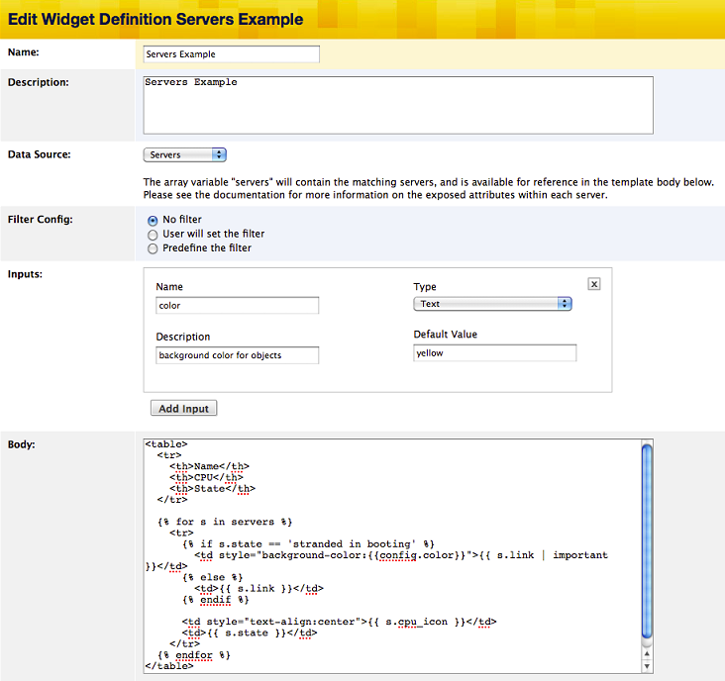 Edit Widget Definition Servers Example
Name:
Servers Example
Description:
Servers Example
Data Source:
Servers
The array variable "servers" will contain the matching servers, and is available for reference in the template body below.
Please see the documentation for more information on the exposed attributes within each server.
Filter Config:
No filter
User will set the filter
Predefine the filter
Inputs:
x
Name
Type
color
Text
Description
Default Value
background color for objects
yellow
Add Input
Body:
<table>
  <tr>
    <th>Name</th>
    <th>CPU</th>
    <th>State</th>
  </tr>
  {% for s in servers %}
    <tr>
      {% if s.state == 'stranded in booting' %}
        <td style="background-color:{{config.color}}">{{ s.link | important
}}</td>
      {% else %}
        <td>{{ s.link }}</td>
      {% endif %}
      <td style="text-align:center">{{ s.cpu_icon }}</td>
      <td>{{ s.state }}</td>
    </tr>
  {% endfor %}
</table>